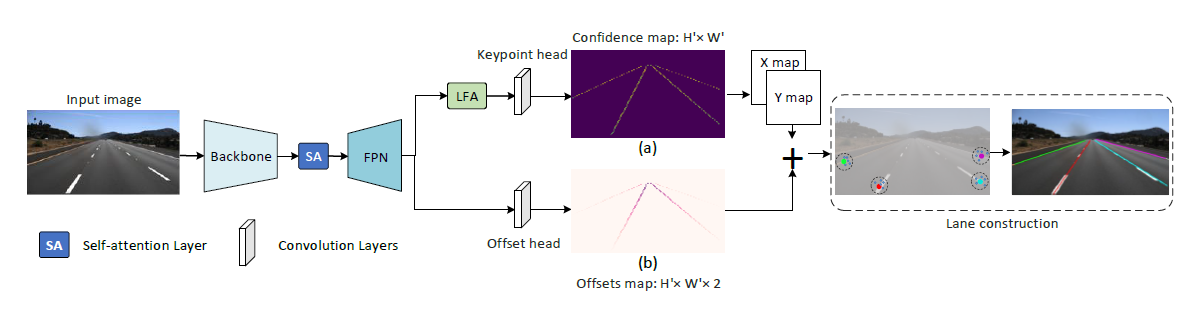 Input image
Backbone
SA
FPN
LFA
Keypoint head
Confidence map: H'× W'
(a)
X map
Y map
+
Offset head
(b)
Offsets map: H'× W'× 2
Lane construction
SA
Self-attention Layer
Convolution Layers